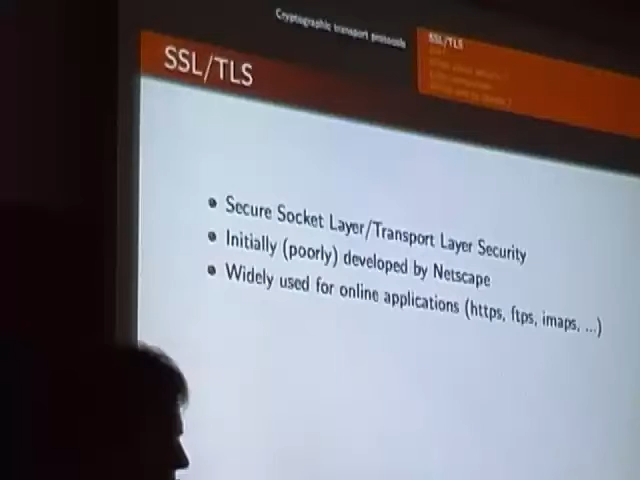 Cryptographic transport protocols
SSL/TLS
SSL/TLS
Secure Socket Layer/Transport Layer Security
Initially (poorly) developed by Netscape
Widely used for online applications (https, ftps, imaps, ...)